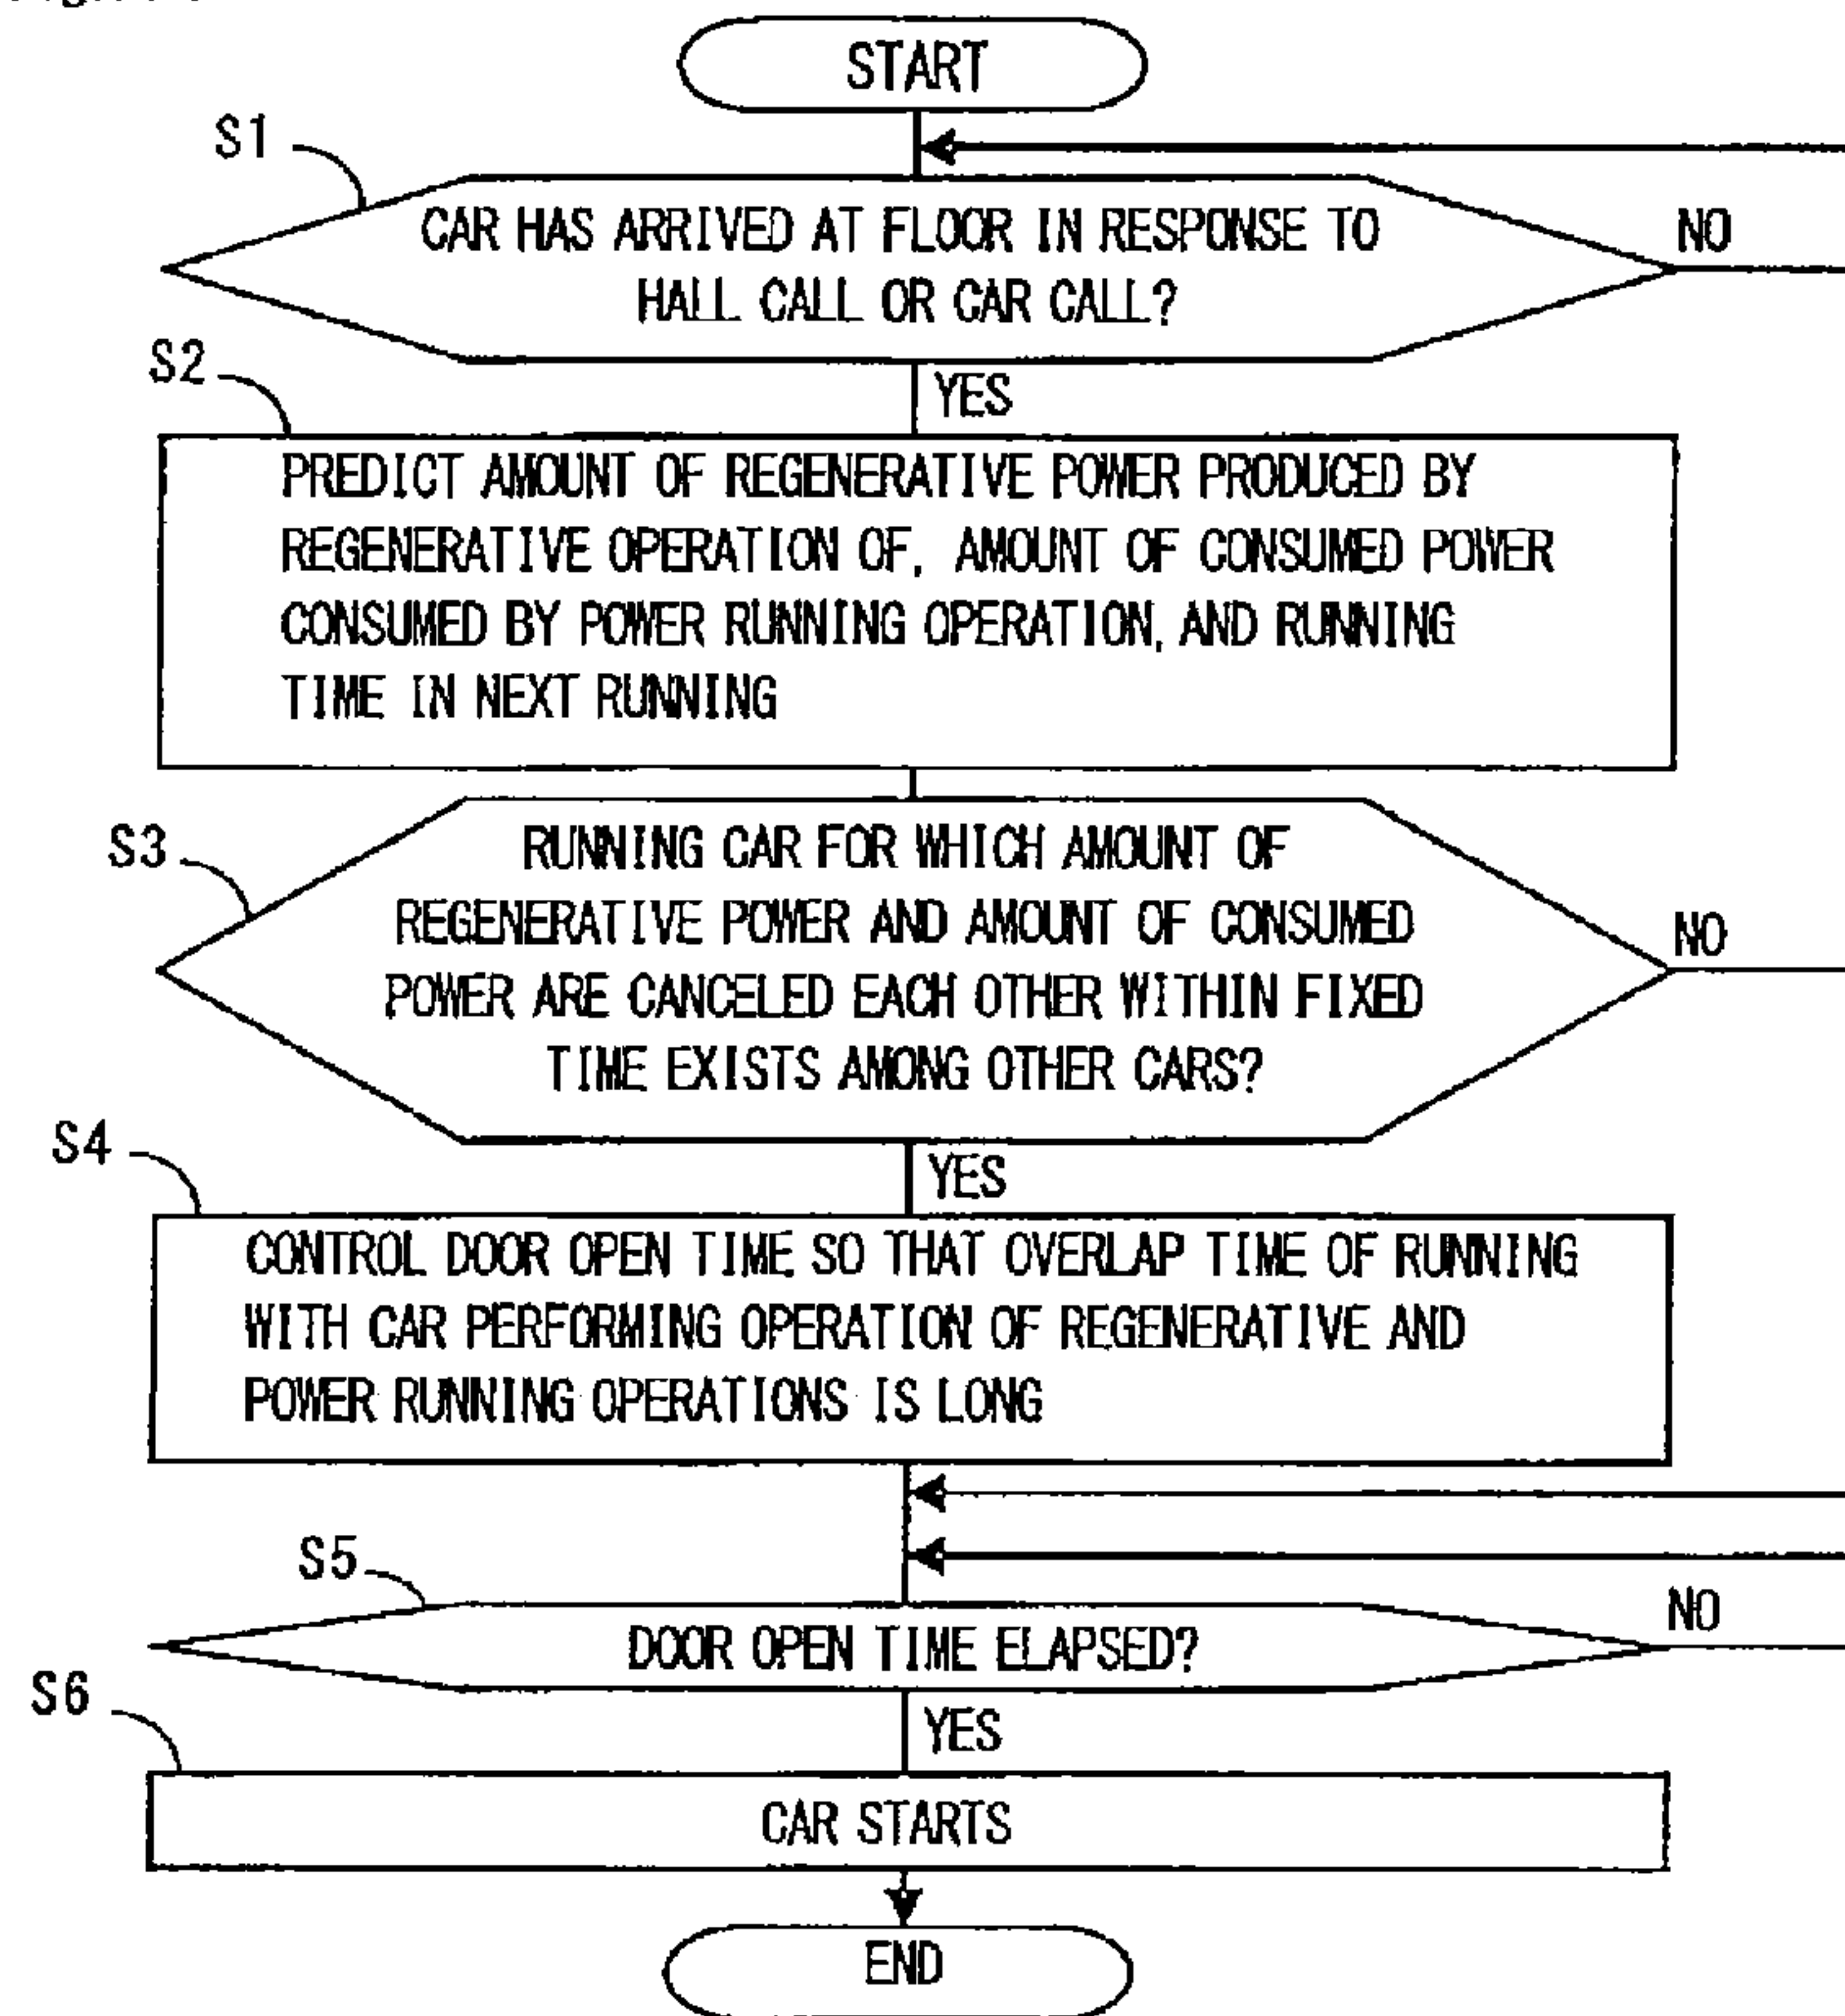 START
S1
CAR HAS ARRIVED AT FLOOR IN RESPONSE TO
HALL CALL OR CAR CALL?
NO
YES
S2
PREDICT AMOUNT OF REGENERATIVE POWER PRODUCED BY
REGENERATIVE OPERATION OF, AMOUNT OF CONSUMED POWER
CONSUMED BY POWER RUNNING OPERATION, AND RUNNING
TIME IN NEXT RUNNING
S3
RUNNING CAR FOR WHICH AMOUNT OF
REGENERATIVE POWER AND AMOUNT OF CONSUMED
POWER ARE CANCELED EACH OTHER WITHIN FIXED
TIME EXISTS AMONG OTHER CARS?
NO
YES
S4
CONTROL DOOR OPEN TIME SO THAT OVERLAP TIME OF RUNNING
WITH CAR PERFORMING OPERATION OF REGENERATIVE AND
POWER RUNNING OPERATIONS IS LONG
S5
DOOR OPEN TIME ELAPSED?
NO
YES
S6
CAR STARTS
END